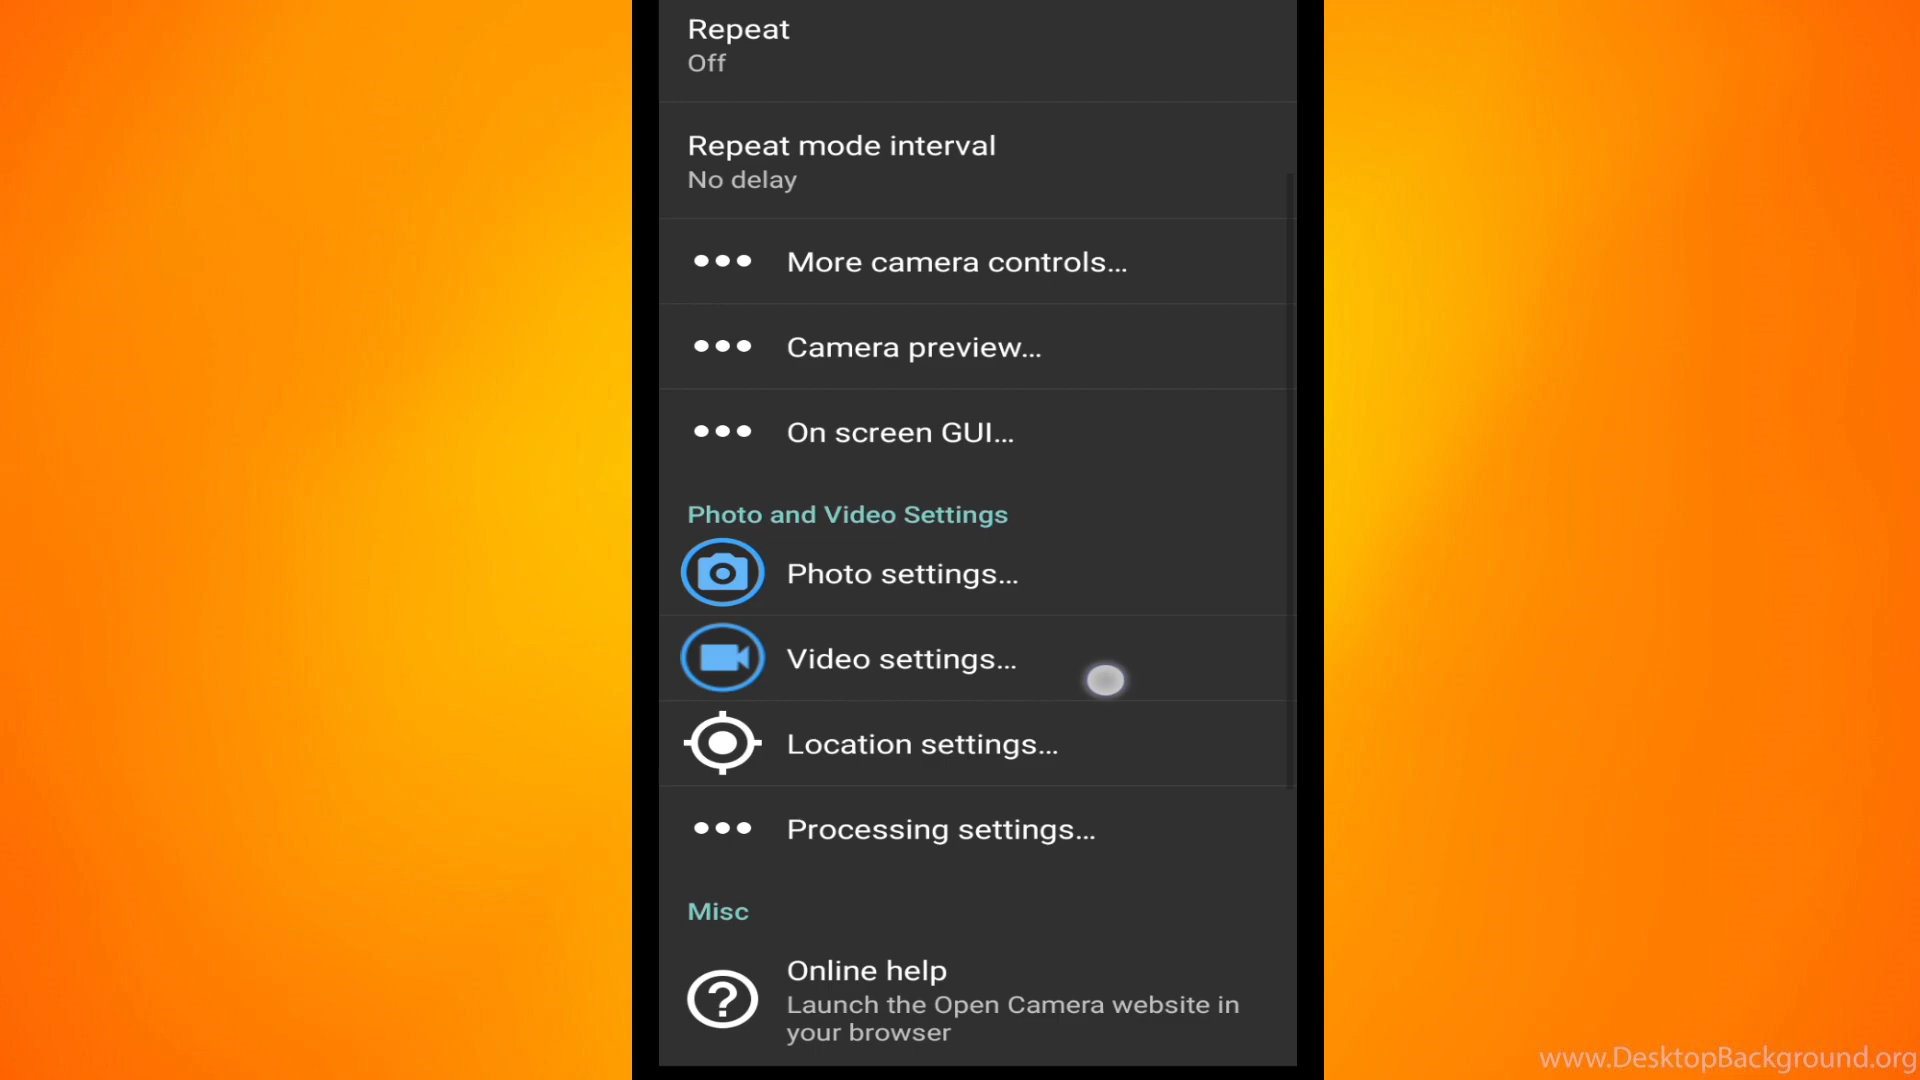 Repeat
Off
Repeat mode interval
No delay
More camera controls...
Camera preview...
On screen GUI...
Photo and Video Settings
Photo settings...
Video settings...
Location settings...
Processing settings...
Misc
Online help
Launch the Open Camera website in
your browser
www.DesktopBackground.org